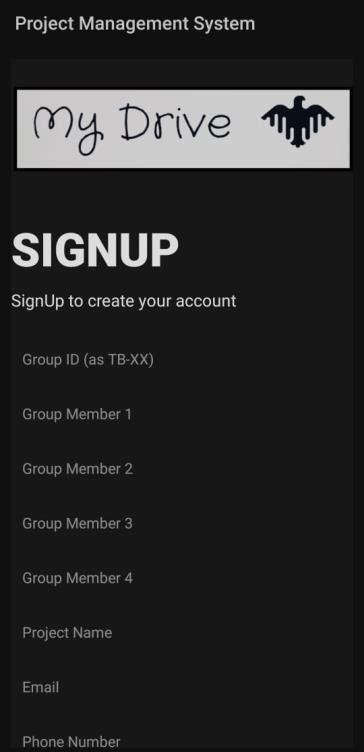 Project Management System
My Drive
SIGNUP
SignUp to create your account
Group ID (as TB-XX)
Group Member 1
Group Member 2
Group Member 3
Group Member 4
Project Name
Email
Phone Number